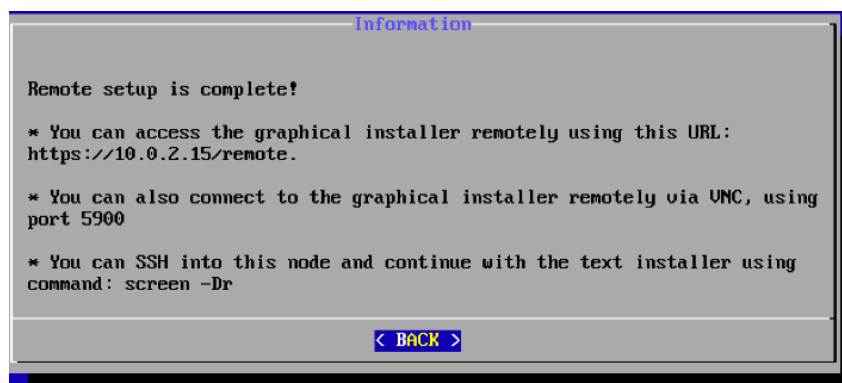 Information
Remote setup is complete!
* You can access the graphical installer remotely using this URL:
https://10.0.2.15/remote.
* You can also connect to the graphical installer remotely via VNC, using
port 5900
* You can SSH into this node and continue with the text installer using
command: screen -Dr
< BACK >